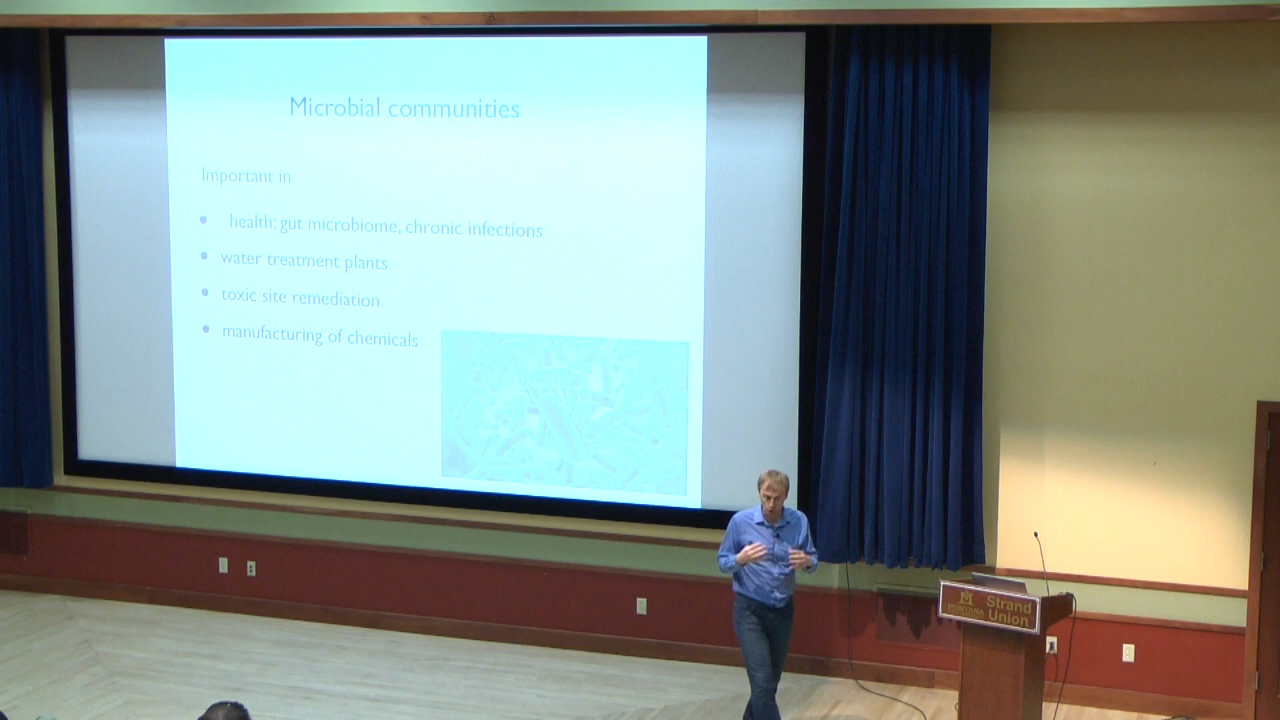 Microbial communities
Important in
• health: gut microbiome, chronic infections
• water treatment plants
• toxic site remediation
• manufacturing of chemicals
M
MONTANA
Strand
Union